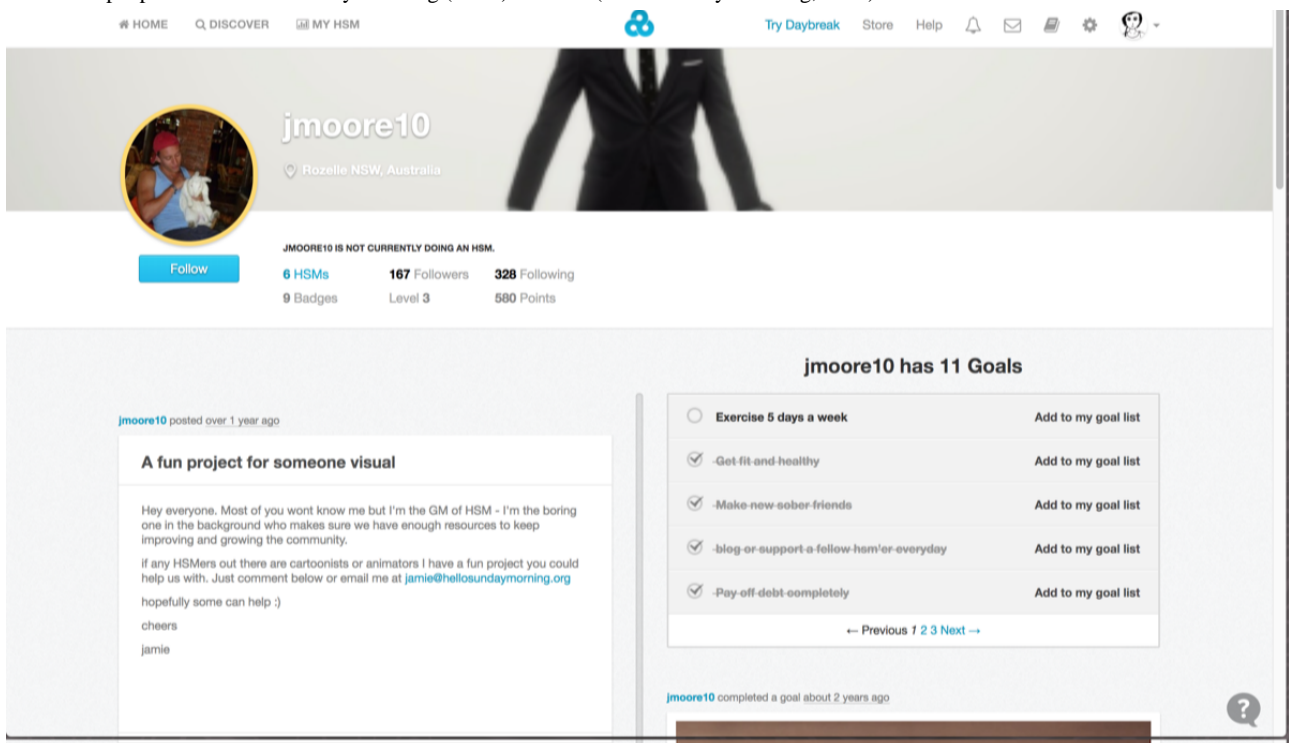 HOME DISCOVER MY HSM Try Daybreak Store Help
jmoore10
Rozelle NSW, Australia
JMOORE10 IS NOT CURRENTLY DOING AN HSM.
Follow
6 HSMs 167 Followers 328 Following
9 Badges Level 3 580 Points
jmoore10 has 11 Goals
jmoore10 posted over 1 year ago
A fun project for someone visual
Hey everyone. Most of you wont know me but I'm the GM of HSM - I'm the boring
one in the background who makes sure we have enough resources to keep
improving and growing the community.
if any HSMers out there are cartoonists or animators I have a fun project you could
help us with. Just comment below or email me at jamie@hellosundaymorning.org
hopefully some can help :)
cheers
jamie
Exercise 5 days a week Add to my goal list
Get fit and healthy Add to my goal list
Make new sober friends Add to my goal list
blog or support a fellow hsm'er everyday Add to my goal list
Pay off debt completely Add to my goal list
← Previous 1 2 3 Next →
jmoore10 completed a goal about 2 years ago
?